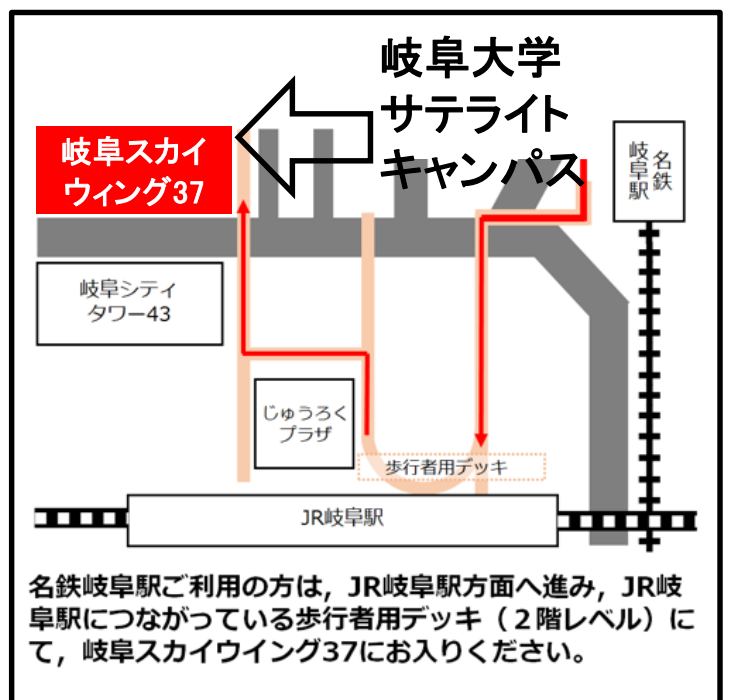 岐阜大学
サテライト
キャンパス
岐阜スカイ
ウィング37
名鉄
岐阜駅
岐阜シティ
タワー43
じゅうろく
プラザ
歩行者用デッキ
JR岐阜駅
名鉄岐阜駅ご利用の方は，JR岐阜駅方面へ進み，JR岐
阜駅につながっている歩行者用デッキ（２階レベル）に
て，岐阜スカイウイング37にお入りください。